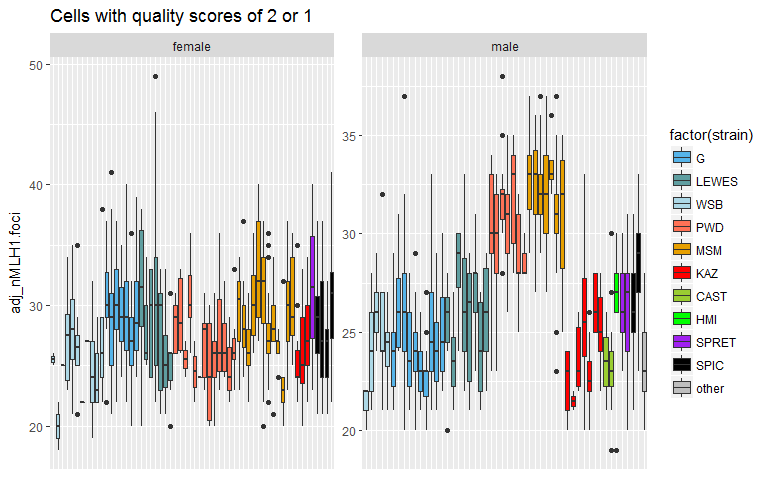 Cells with quality scores of 2 or 1
female
male
adj_nMLH1.foci
50
40
30
20
35
30
25
20
factor(strain)
G
LEWES
WSB
PWD
MSM
KAZ
CAST
HMI
SPRET
SPIC
other